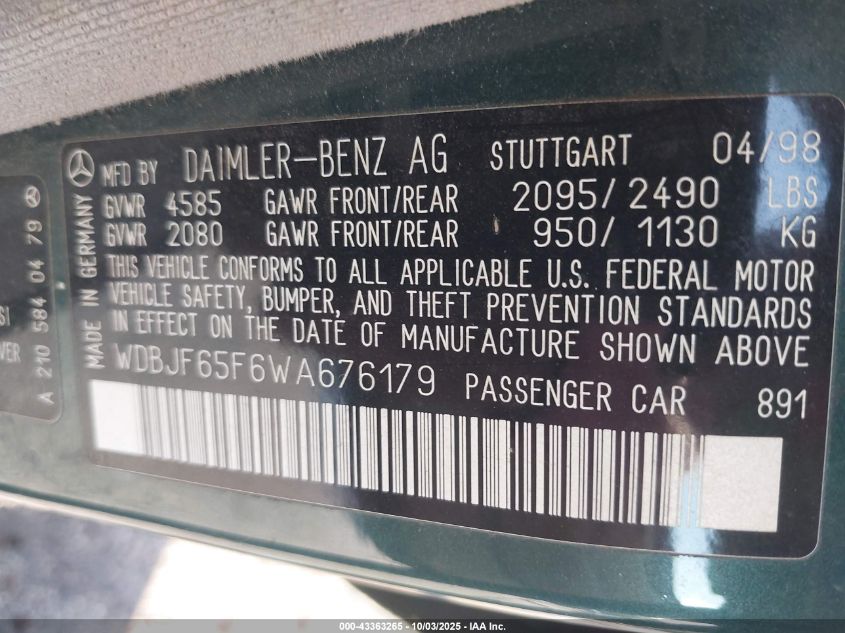 MFD BY DAIMLER-BENZ AG STUTTGART 04/98
GVWR 4585 GAWR FRONT/REAR 2095/2490 LBS
GVWR 2080 GAWR FRONT/REAR 950/1130 KG
THIS VEHICLE CONFORMS TO ALL APPLICABLE U.S. FEDERAL MOTOR
VEHICLE SAFETY, BUMPER, AND THEFT PREVENTION STANDARDS
IN EFFECT ON THE DATE OF MANUFACTURE SHOWN ABOVE
WDBJF65F6WA676179 PASSENGER CAR 891
MADE IN GERMANY
A 210 584 04 79
000-43363265 - 10/03/2025 - IAA Inc.